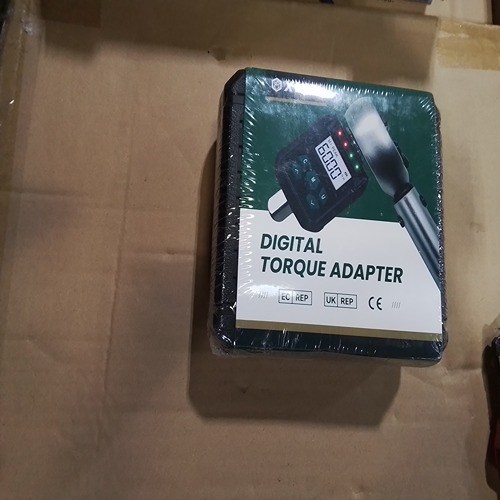 6000
C M U
DIGITAL
TORQUE ADAPTER
EC REP UK REP CE